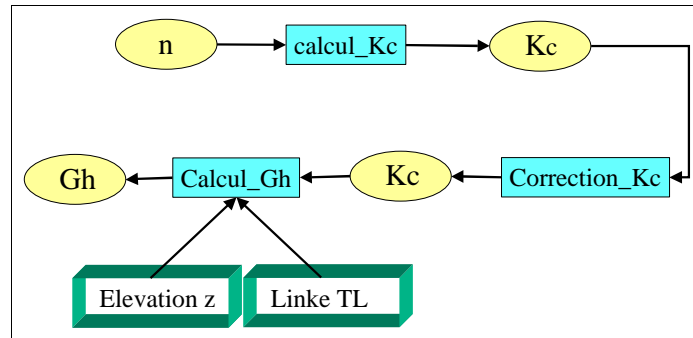 n
calcul_Kc
Kc
Gh
Calcul_Gh
Kc
Correction_Kc
Elevation z
Linke TL